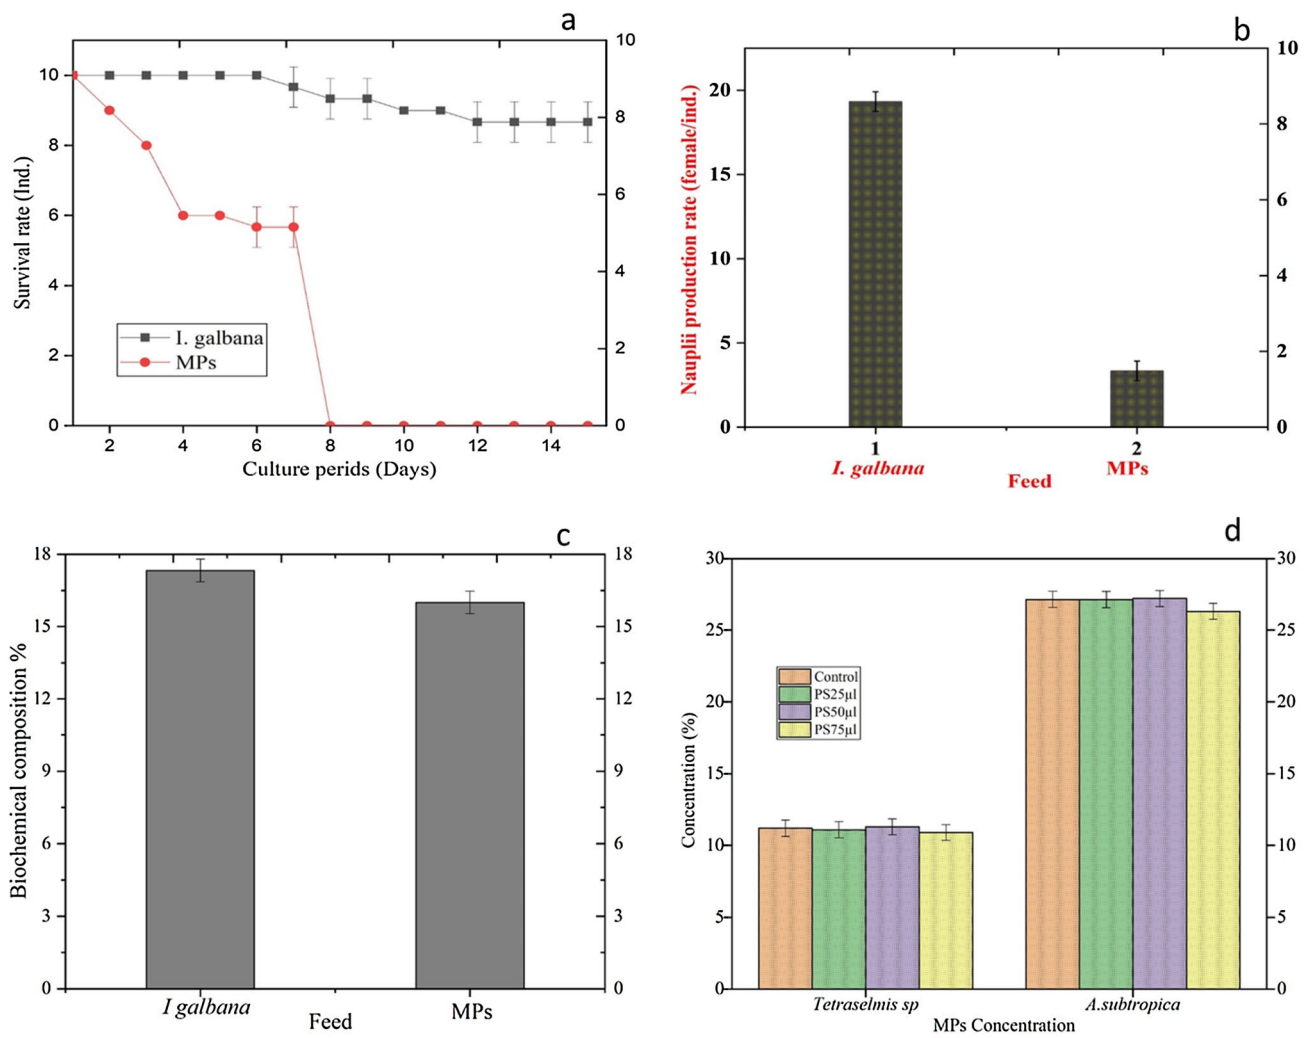 a
10
8
6
4
2
0
Survival rate (Ind.)
10
8
6
4
2
0
I. galbana
MPs
2 4 6 8 10 12 14
Culture perids (Days)
b
20
15
10
5
0
Nauplii production rate (female/ind.)
10
8
6
4
2
0
1 2
I. galbana MPs
Feed
c
18
15
12
9
6
3
0
Biochemical composition %
18
15
12
9
6
3
0
I galbana MPs
Feed
d
30
25
20
15
10
5
0
Concentration (%)
30
25
20
15
10
5
0
Control
PS25µl
PS50µl
PS75µl
Tetraselmis sp A.subtropica
MPs Concentration